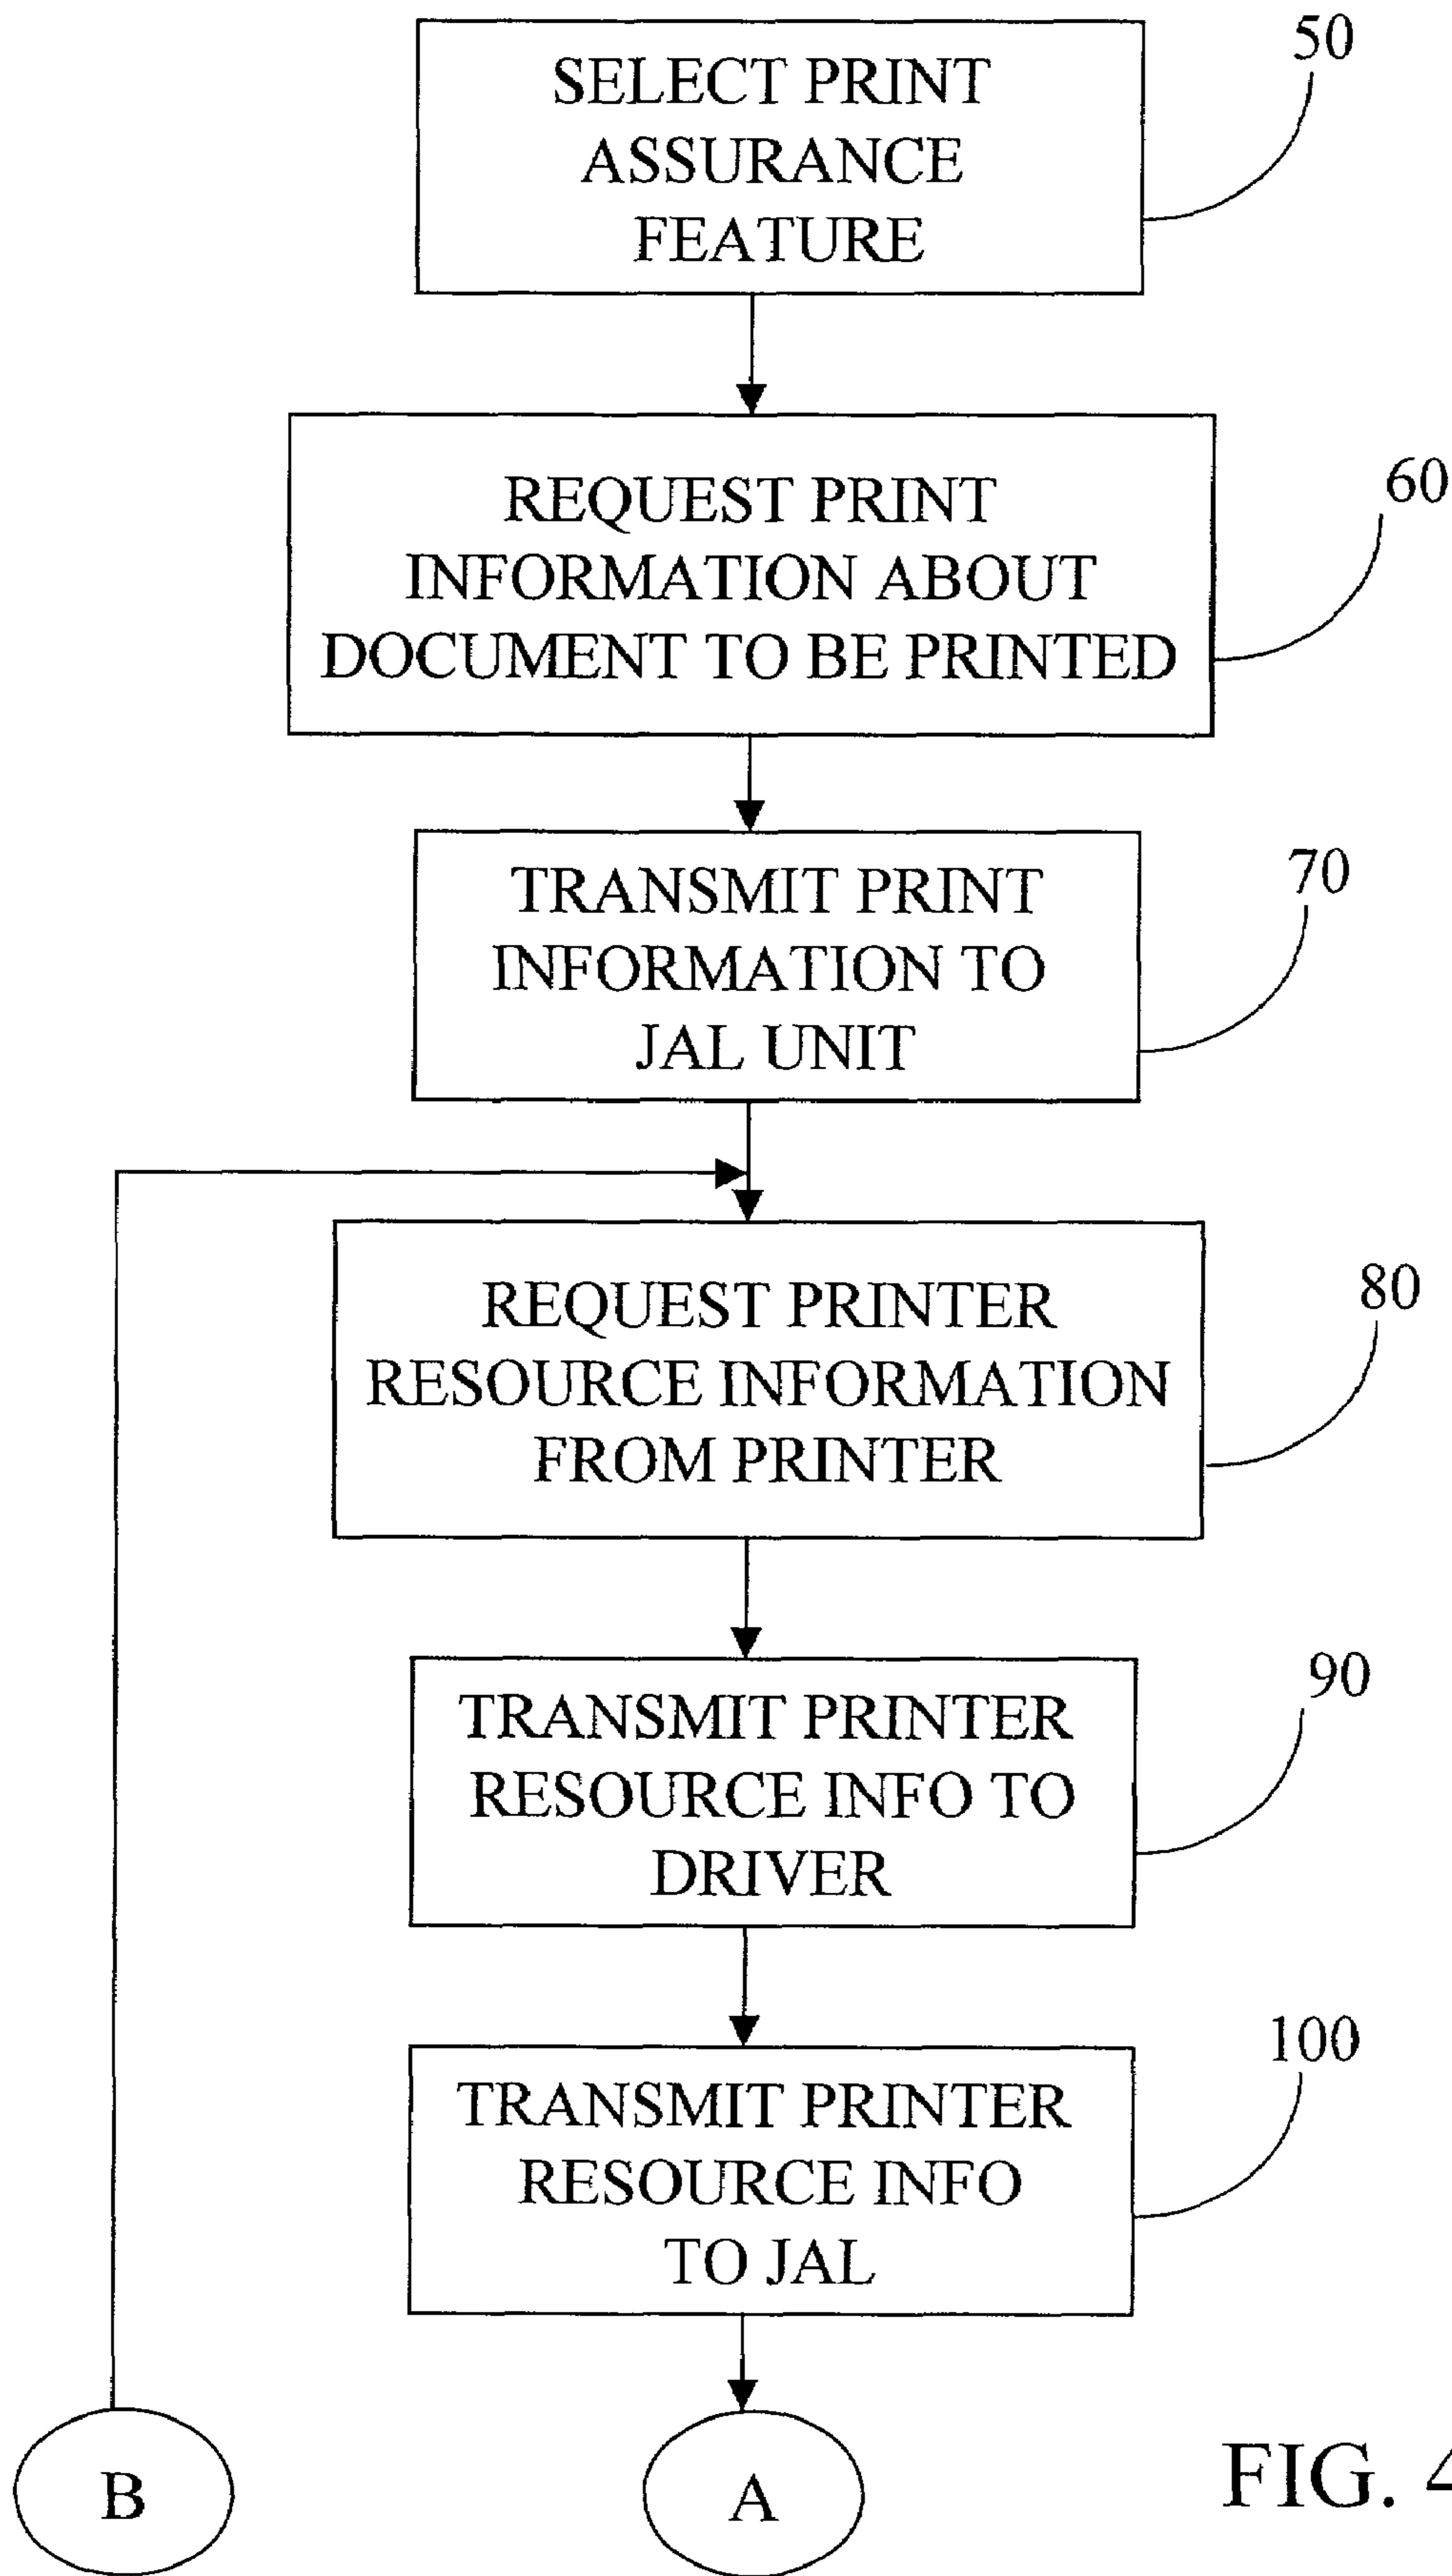 50
SELECT PRINT
ASSURANCE
FEATURE
60
REQUEST PRINT
INFORMATION ABOUT
DOCUMENT TO BE PRINTED
70
TRANSMIT PRINT
INFORMATION TO
JAL UNIT
80
REQUEST PRINTER
RESOURCE INFORMATION
FROM PRINTER
90
TRANSMIT PRINTER
RESOURCE INFO TO
DRIVER
100
TRANSMIT PRINTER
RESOURCE INFO
TO JAL
B
A
FIG. 4